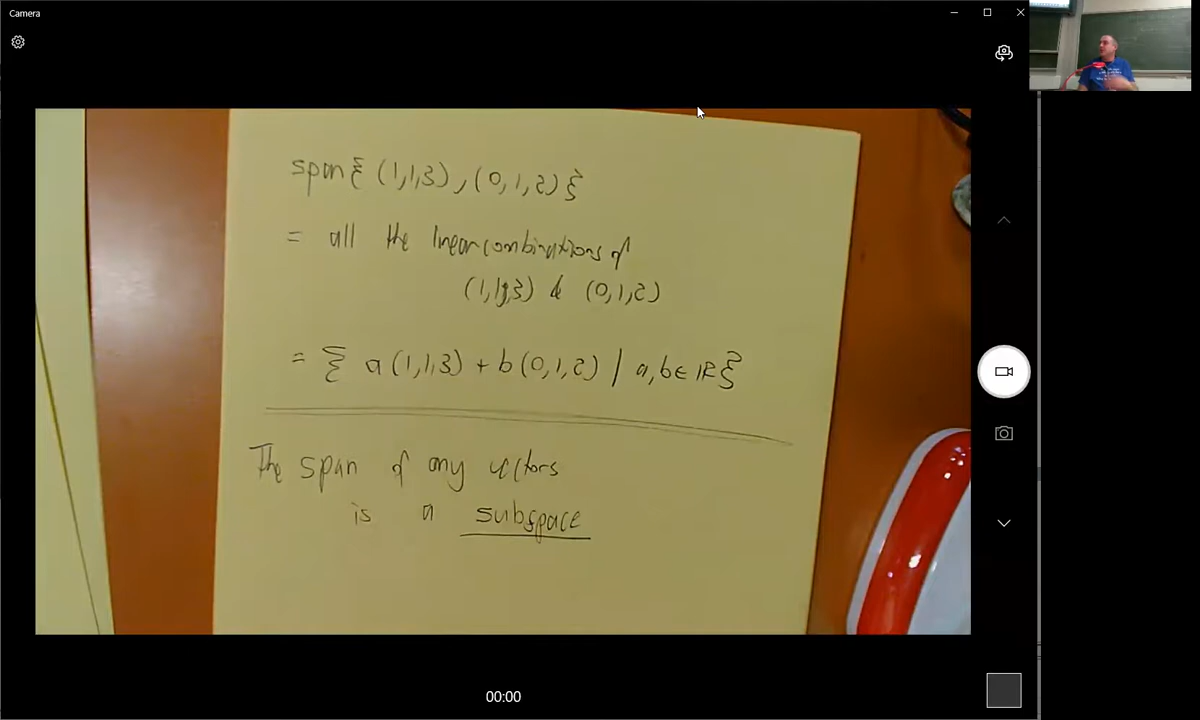 Camera
span{ (1,1,3), (0,1,2) }
= all the linear combinations of
(1,1,3) & (0,1,2)
= { a(1,1,3) + b(0,1,2) | a,b ∈ ℝ }
The span of any vectors
is a subspace
00:00